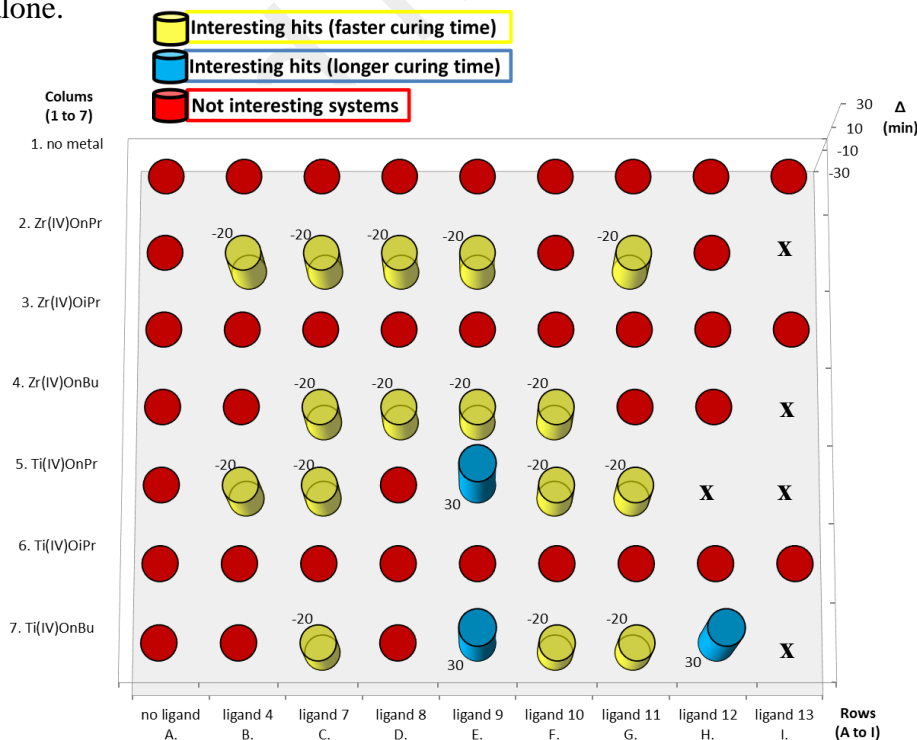 alone.
Interesting hits (faster curing time)
Interesting hits (longer curing time)
Not interesting systems
Colums
(1 to 7)
30 Δ
10 (min)
-10
-30
1. no metal
2. Zr(IV)OnPr
-20 -20 -20 -20 -20 x
3. Zr(IV)OiPr
4. Zr(IV)OnBu
-20 -20 -20 -20 x
5. Ti(IV)OnPr
-20 -20 30 -20 -20 x x
6. Ti(IV)OiPr
7. Ti(IV)OnBu
-20 30 -20 -20 30 x
no ligand ligand 4 ligand 7 ligand 8 ligand 9 ligand 10 ligand 11 ligand 12 ligand 13 Rows
A. B. C. D. E. F. G. H. I. (A to I)